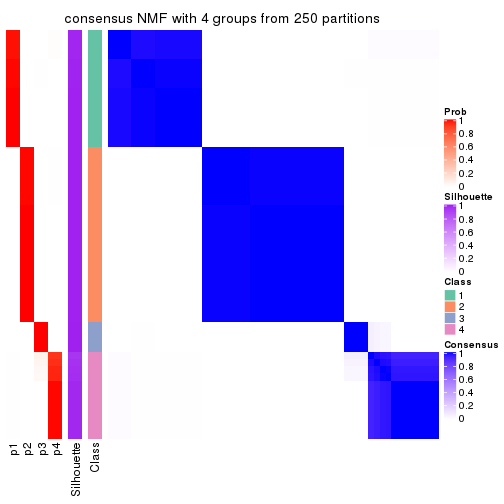 consensus NMF with 4 groups from 250 partitions
Prob
1
0.8
0.6
0.4
0.2
0
Silhouette
1
0.8
0.6
0.4
0.2
0
Class
1
2
3
4
Consensus
1
0.8
0.6
0.4
0.2
0
p1
p2
p3
p4
Silhouette
Class